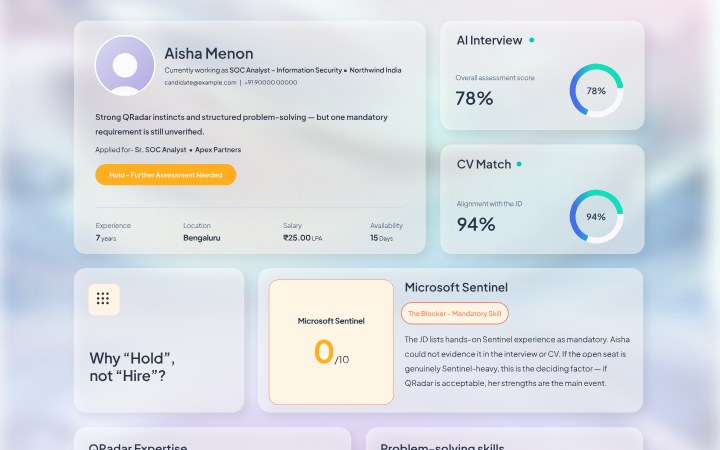 Aisha Menon
Currently working as SOC Analyst - Information Security • Northwind India
candidate@example.com | +91 90000 00000
Strong QRadar instincts and structured problem-solving — but one mandatory
requirement is still unverified.
Applied for- Sr. SOC Analyst • Apex Partners
Hold - Further Assessment Needed
Experience
7 years
Location
Bengaluru
Salary
₹25.00 LPA
Availability
15 Days
AI Interview
Overall assessment score
78%
78%
CV Match
Alignment with the JD
94%
94%
Why “Hold”,
not “Hire”?
Microsoft Sentinel
0/10
Microsoft Sentinel
The Blocker - Mandatory Skill
The JD lists hands-on Sentinel experience as mandatory. Aisha
could not evidence it in the interview or CV. If the open seat is
genuinely Sentinel-heavy, this is the deciding factor — if
QRadar is acceptable, her strengths are the main event.
QRadar Expertise
Problem-solving skills